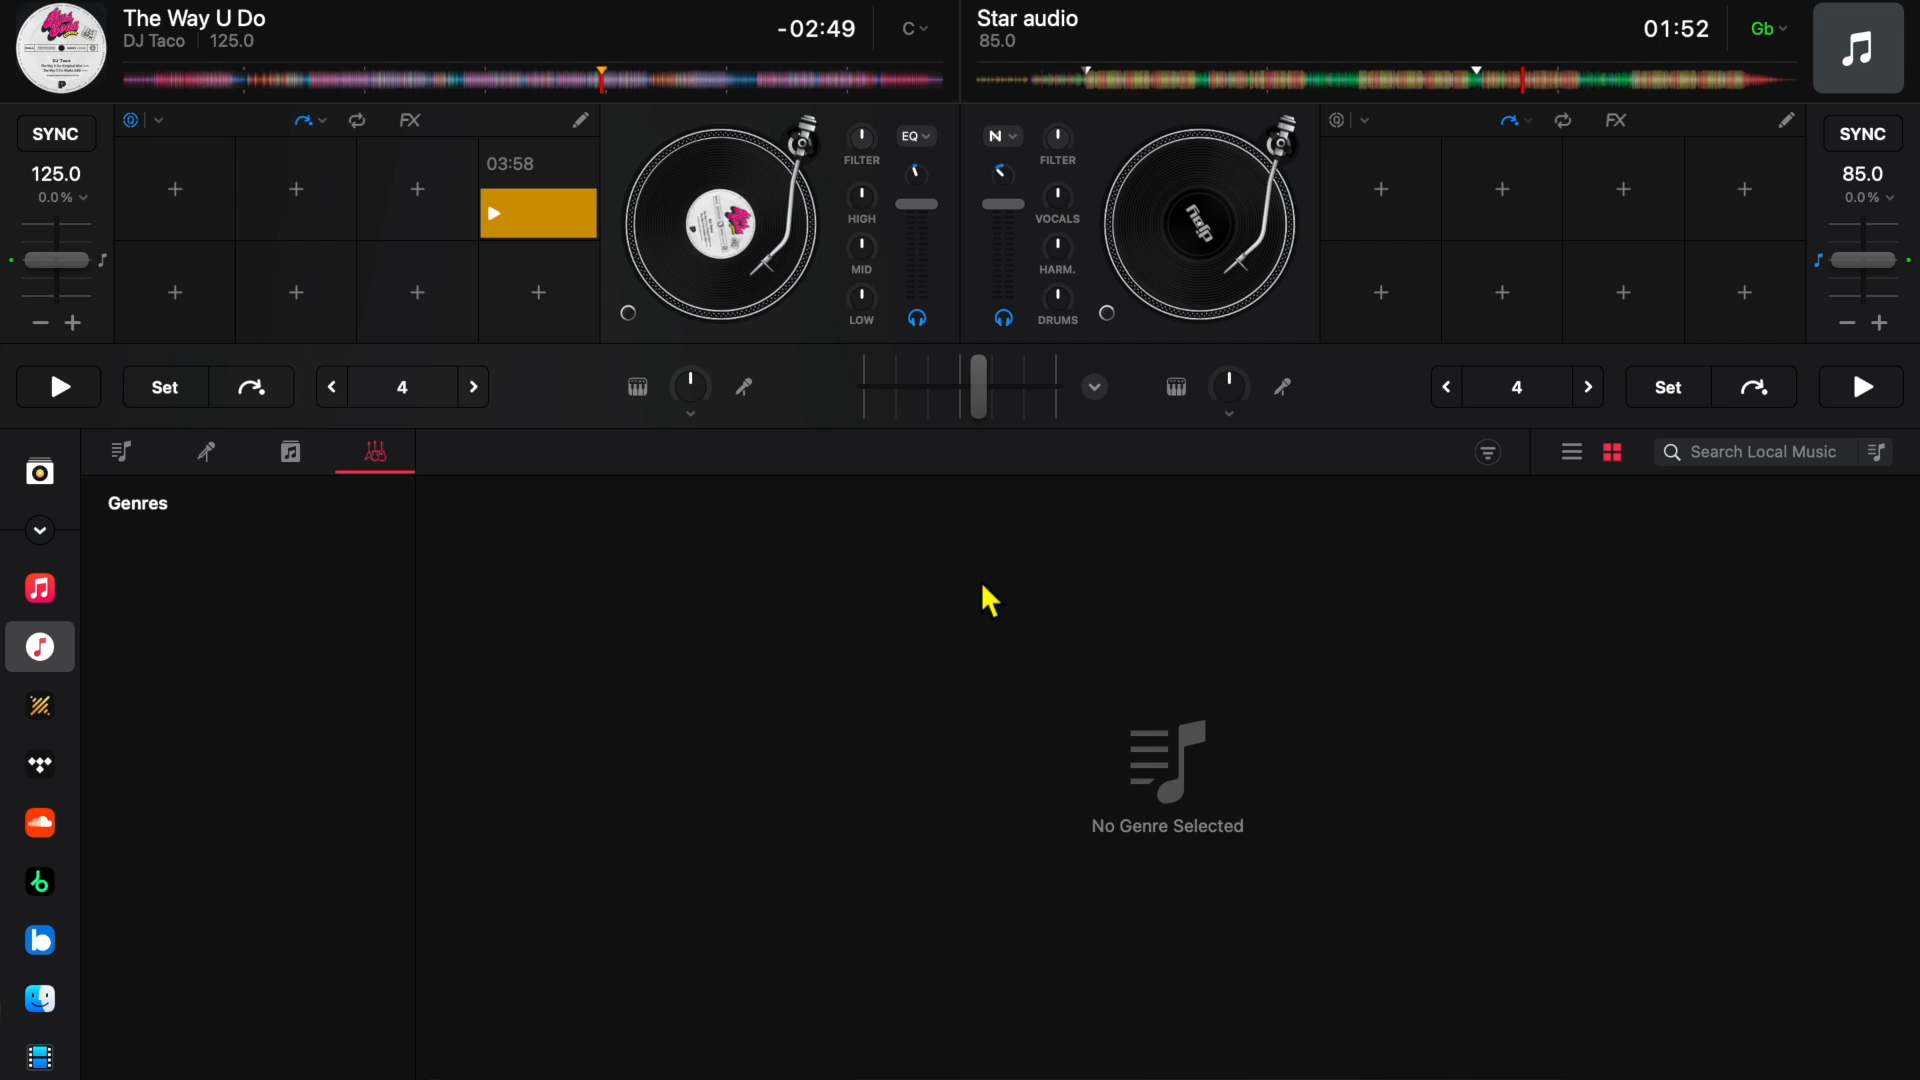 The Way U Do
DJ Taco 125.0
-02:49
C
Star audio
85.0
01:52
Gb
SYNC
125.0
0.0%
FX
03:58
EQ
FILTER
HIGH
MID
LOW
N
FILTER
VOCALS
HARM.
DRUMS
djay
FX
SYNC
85.0
0.0%
Set
4
4
Set
Search Local Music
Genres
No Genre Selected